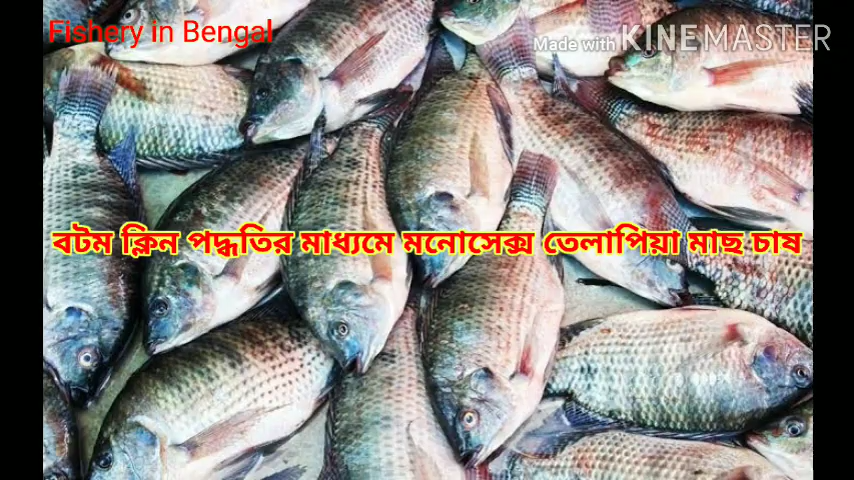 Fishery in Bengal
Made with KINEMASTER
বটম ক্লিন পদ্ধতির মাধ্যমে মনোসেক্স তেলাপিয়া মাছ চাষ